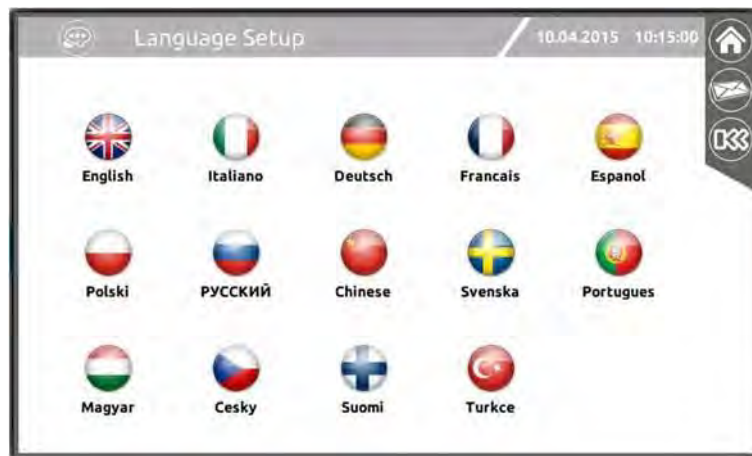 Language Setup 10.04.2015 10:15:00
English Italiano Deutsch Francais Espanol
Polski РУССКИЙ Chinese Svenska Portugues
Magyar Cesky Suomi Turkce